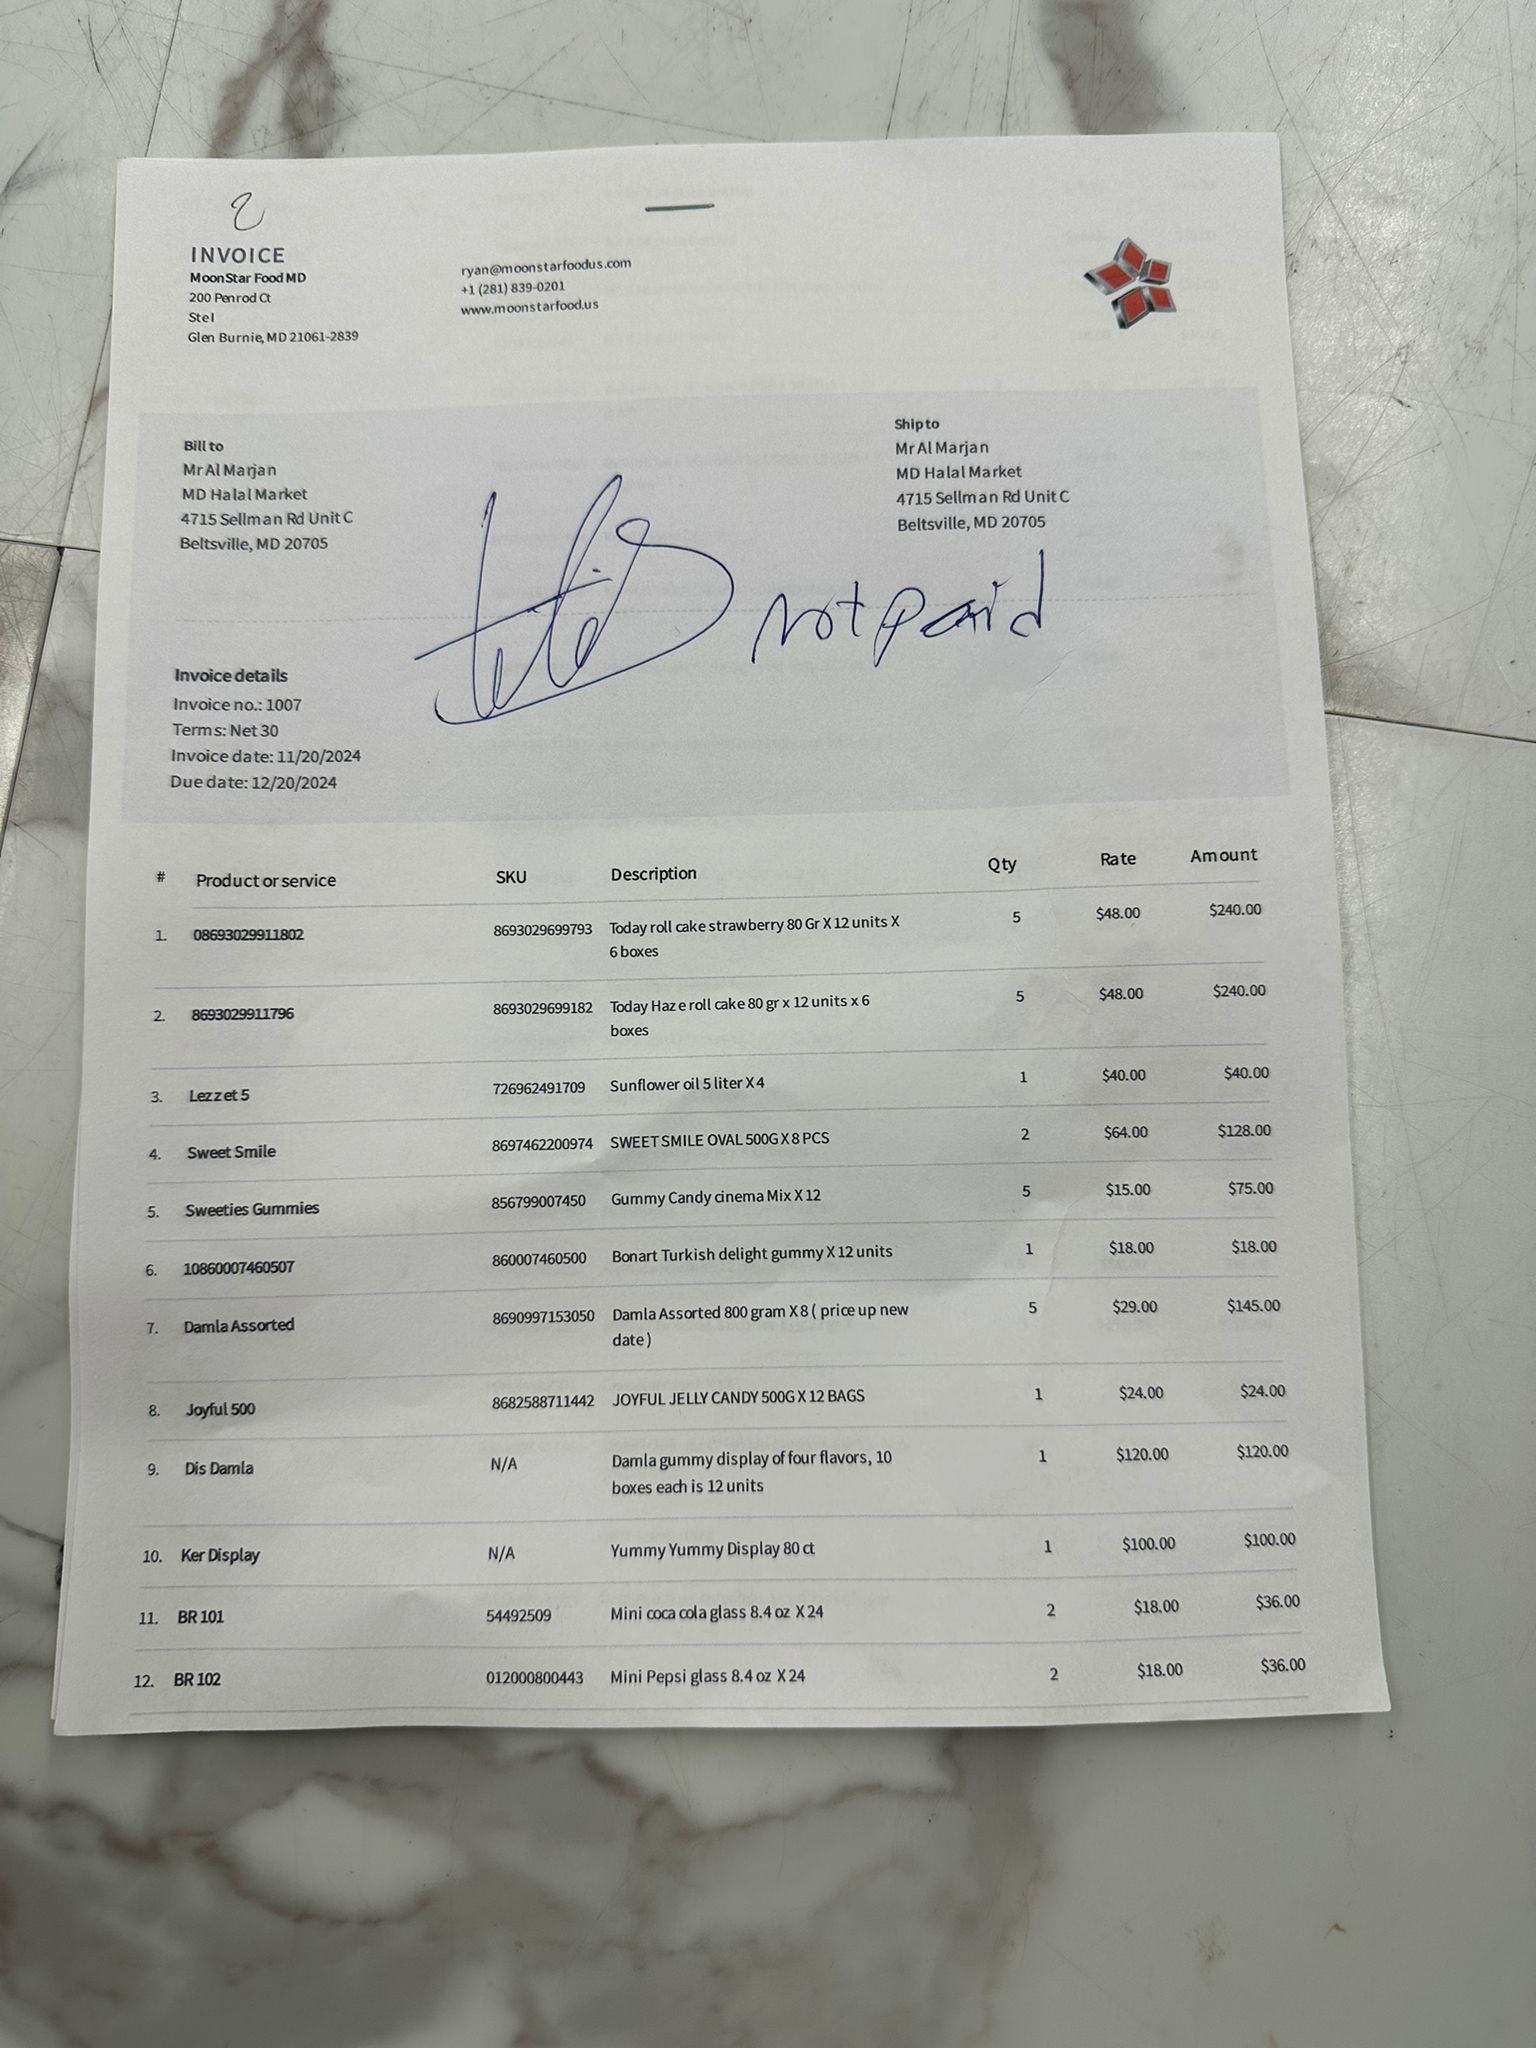 2
INVOICE
MoonStar Food MD
200 Penrod Ct
Ste I
Glen Burnie, MD 21061-2839
ryan@moonstarfoodus.com
+1 (281) 839-0201
www.moonstarfood.us
Bill to
Mr Al Marjan
MD Halal Market
4715 Sellman Rd Unit C
Beltsville, MD 20705
Ship to
Mr Al Marjan
MD Halal Market
4715 Sellman Rd Unit C
Beltsville, MD 20705
not paid
Invoice details
Invoice no.: 1007
Terms: Net 30
Invoice date: 11/20/2024
Due date: 12/20/2024
# Product or service SKU Description Qty Rate Amount
1. 08693029911802 8693029699793 Today roll cake strawberry 80 Gr X 12 units X 5 $48.00 $240.00
6 boxes
2. 8693029911796 8693029699182 Today Haze roll cake 80 gr x 12 units x 6 5 $48.00 $240.00
boxes
3. Lezzet 5 726962491709 Sunflower oil 5 liter X 4 1 $40.00 $40.00
4. Sweet Smile 8697462200974 SWEET SMILE OVAL 500G X 8 PCS 2 $64.00 $128.00
5. Sweeties Gummies 856799007450 Gummy Candy cinema Mix X 12 5 $15.00 $75.00
6. 10860007460507 860007460500 Bonart Turkish delight gummy X 12 units 1 $18.00 $18.00
7. Damla Assorted 8690997153050 Damla Assorted 800 gram X 8 ( price up new 5 $29.00 $145.00
date )
8. Joyful 500 8682588711442 JOYFUL JELLY CANDY 500G X 12 BAGS 1 $24.00 $24.00
9. Dis Damla N/A Damla gummy display of four flavors, 10 1 $120.00 $120.00
boxes each is 12 units
10. Ker Display N/A Yummy Yummy Display 80 ct 1 $100.00 $100.00
11. BR 101 54492509 Mini coca cola glass 8.4 oz X 24 2 $18.00 $36.00
12. BR 102 012000800443 Mini Pepsi glass 8.4 oz X 24 2 $18.00 $36.00